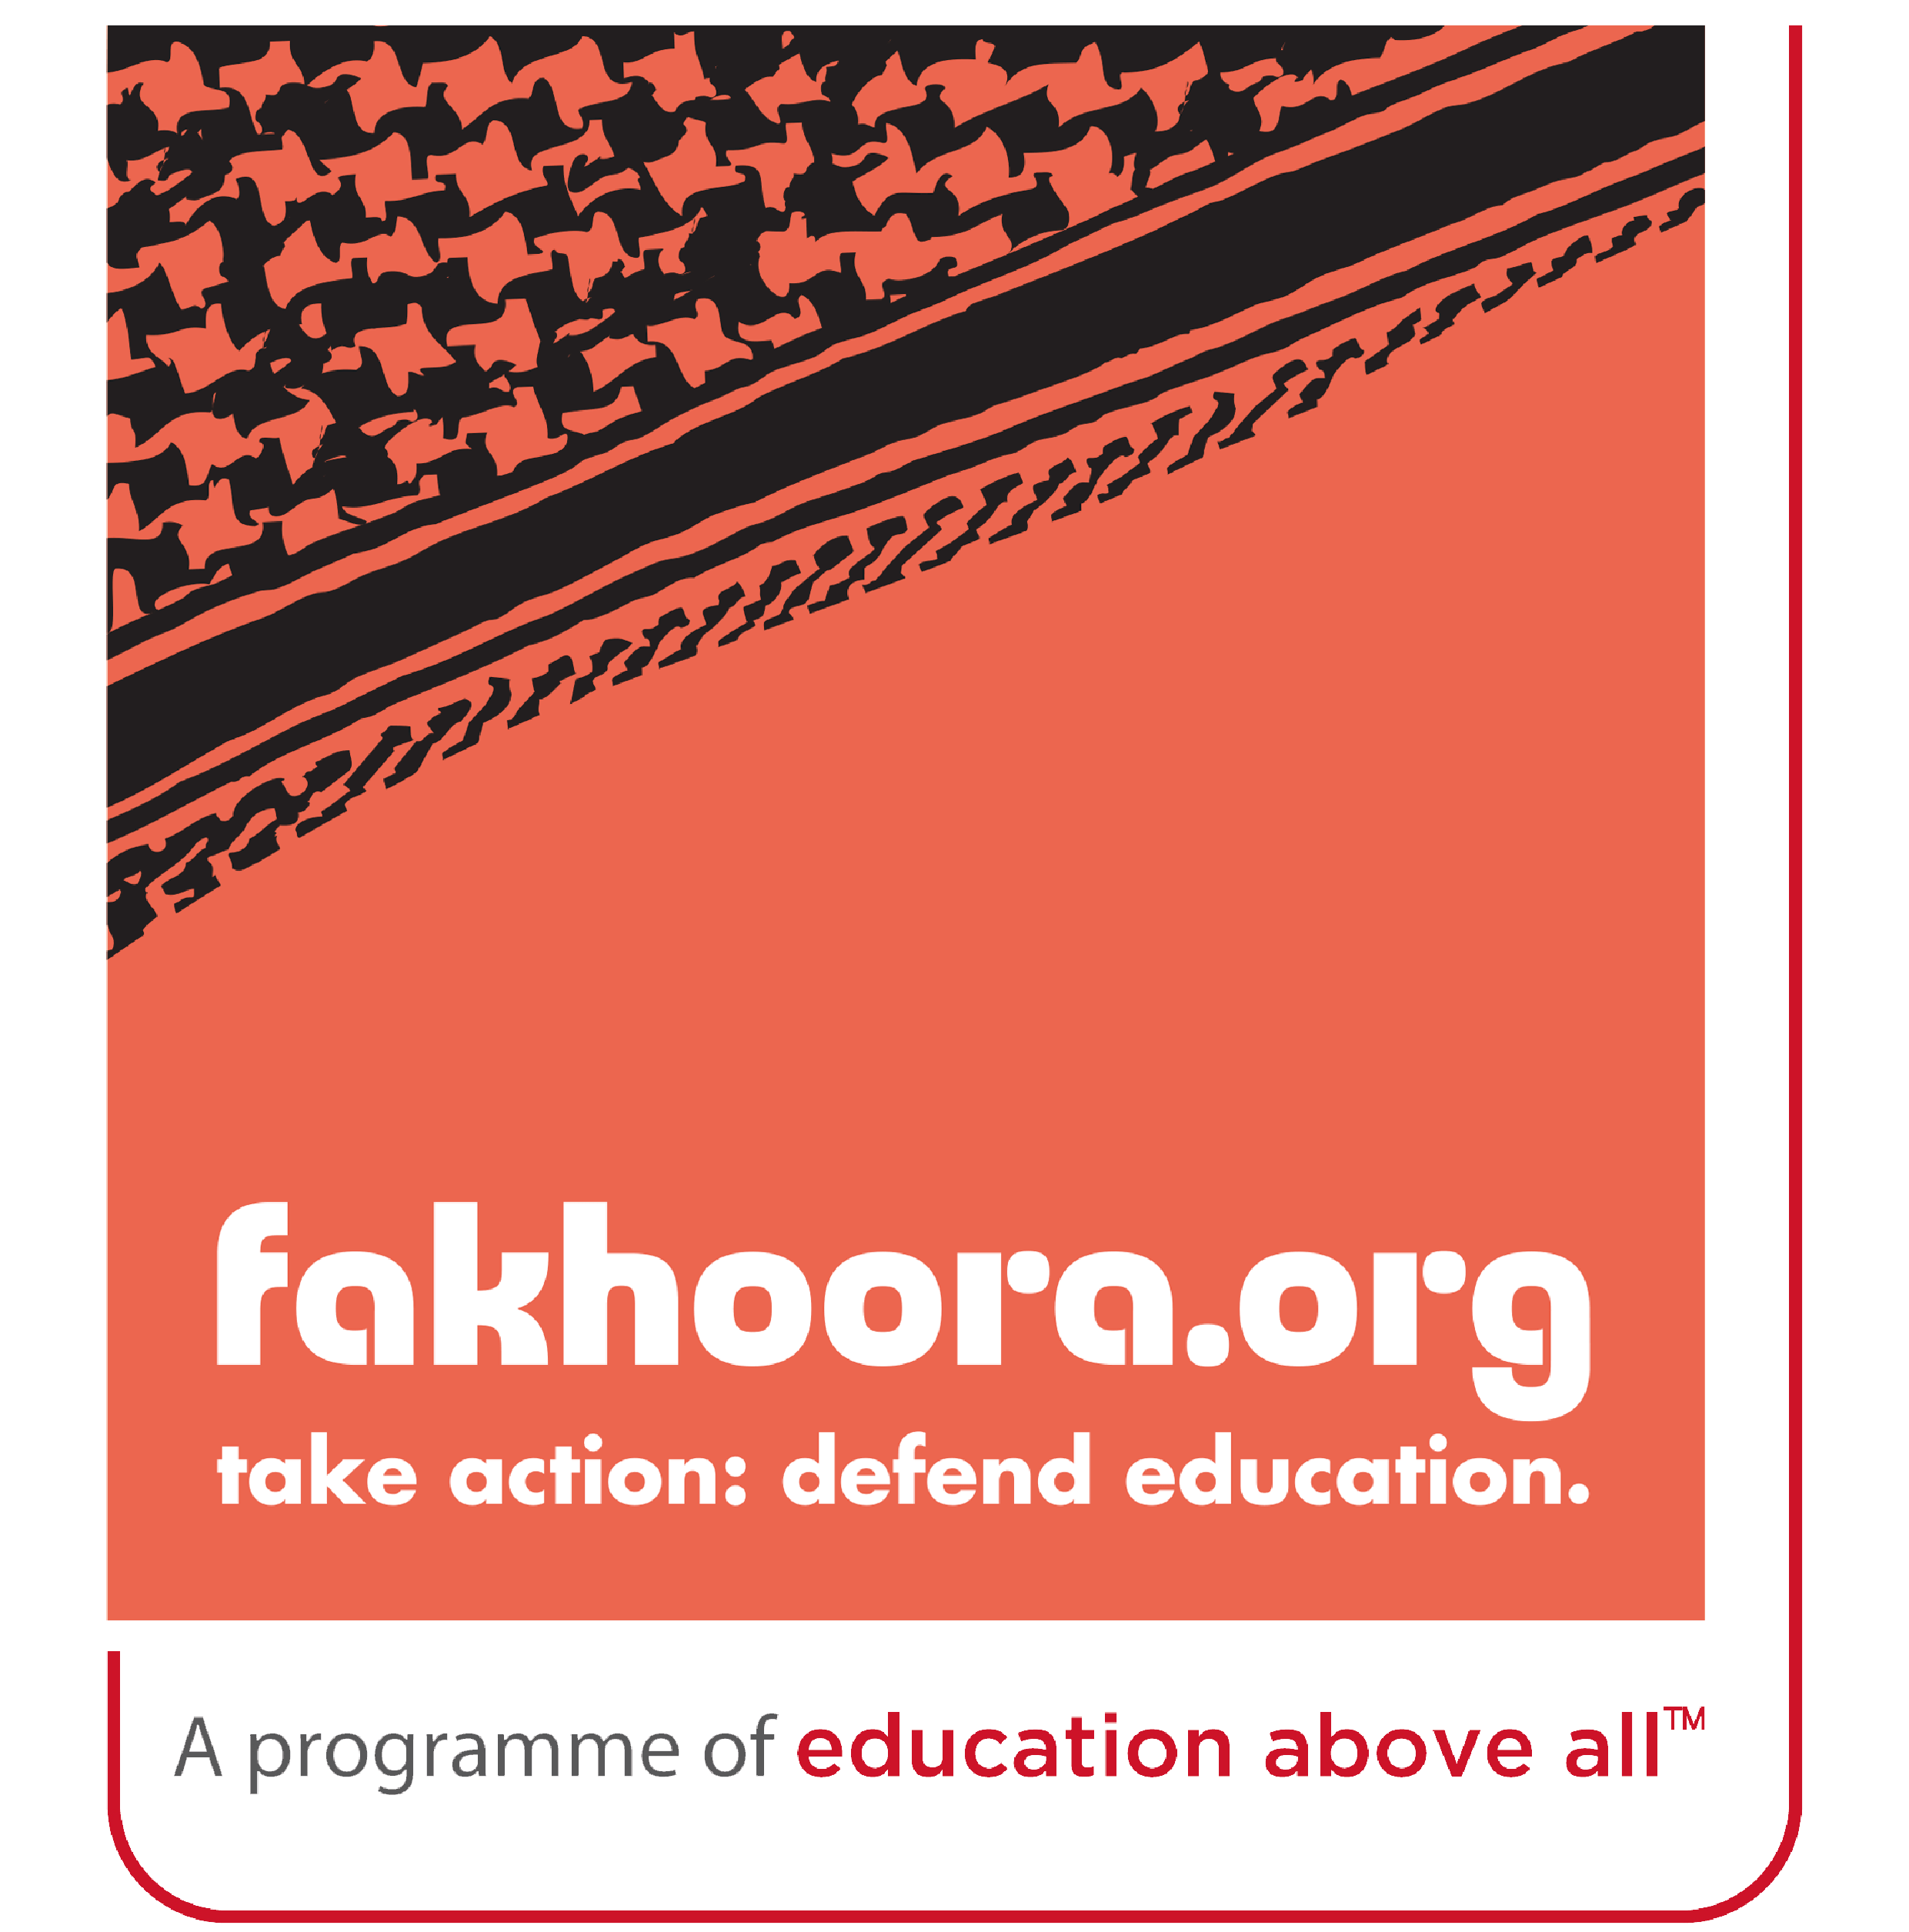 fakhoora.org
take action: defend education.
A programme of education above all™